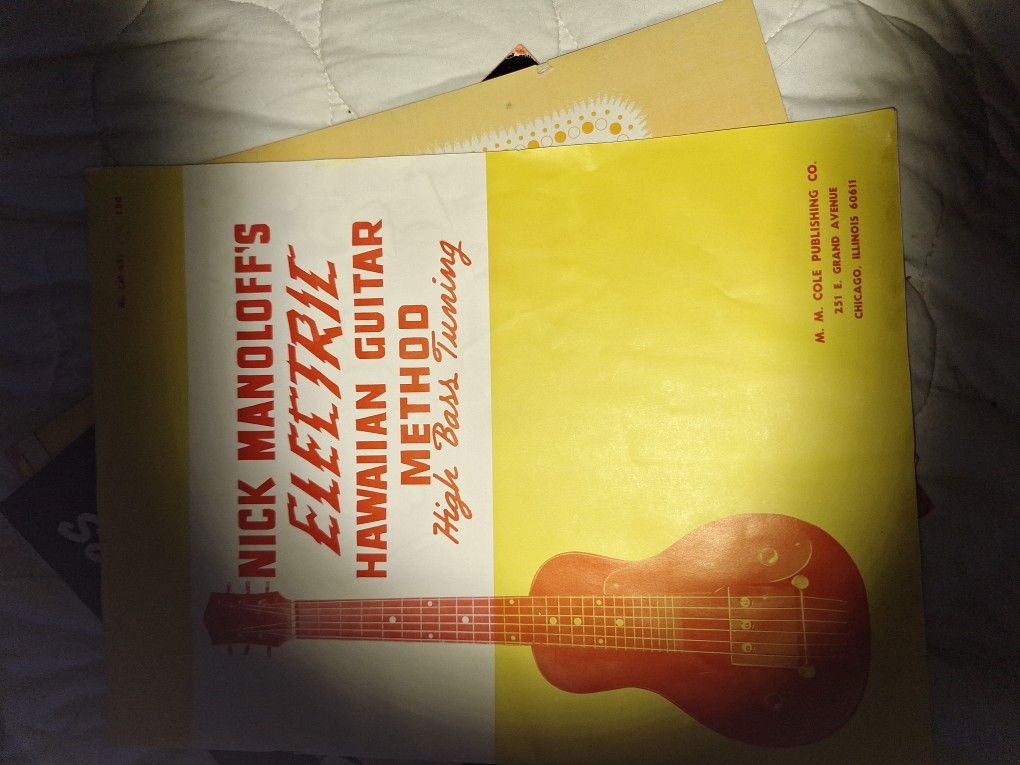 NICK MANOLOFF'S
ELECTRIC
HAWAIIAN GUITAR
METHOD
High Bass Tuning
M. M. COLE PUBLISHING CO.
251 E. GRAND AVENUE
CHICAGO, ILLINOIS 60611